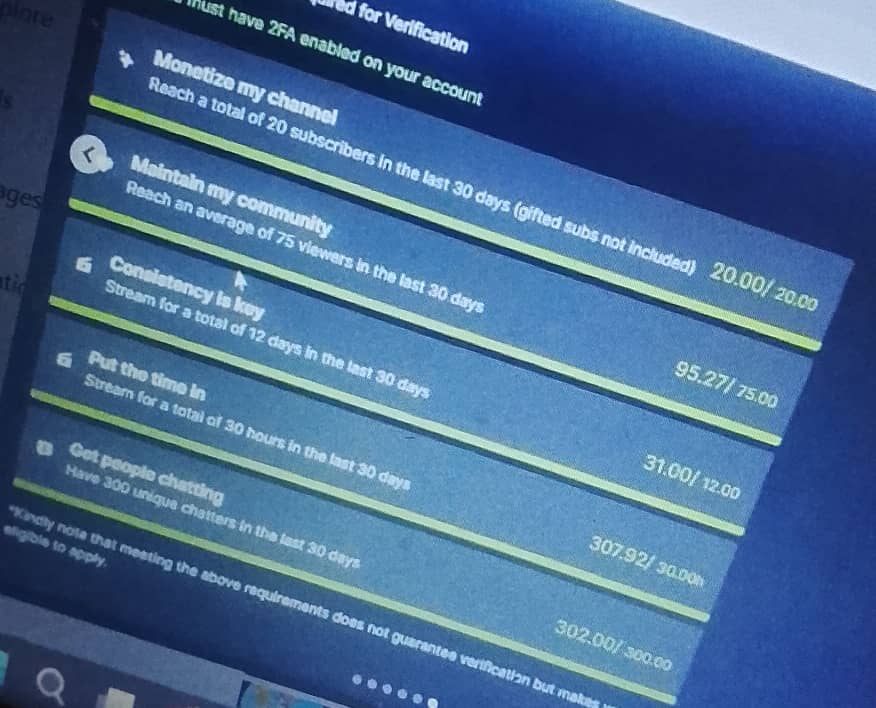 plore
for Verification
must have 2FA enabled on your account
Monetize my channel
Reach a total of 20 subscribers in the last 30 days (gifted subs not included)
20.00/ 20.00
Maintain my community
Reach an average of 75 viewers in the last 30 days
95.27/ 75.00
ages
Consistency is key
Stream for a total of 12 days in the last 30 days
31.00/ 12.00
Put the time in
Stream for a total of 30 hours in the last 30 days
307.92/ 30.00h
Get people chatting
Have 300 unique chatters in the last 30 days
302.00/ 300.00
*Kindly note that meeting the above requirements does not guarantee verification but makes
eligible to apply.